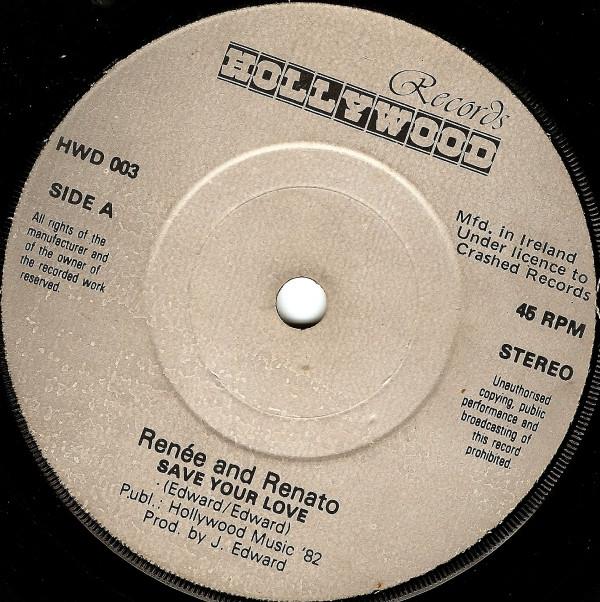 Records
HOLLYWOOD
HWD 003
SIDE A
All rights of the
manufacturer and
of the owner of
the recorded work
reserved.
Mfd. in Ireland
Under licence to
Crashed Records
45 RPM
STEREO
Unauthorised
copying, public
performance and
broadcasting of
this record
prohibited.
Renée and Renato
SAVE YOUR LOVE
(Edward/Edward)
Publ.: Hollywood Music '82
Prod. by J. Edward